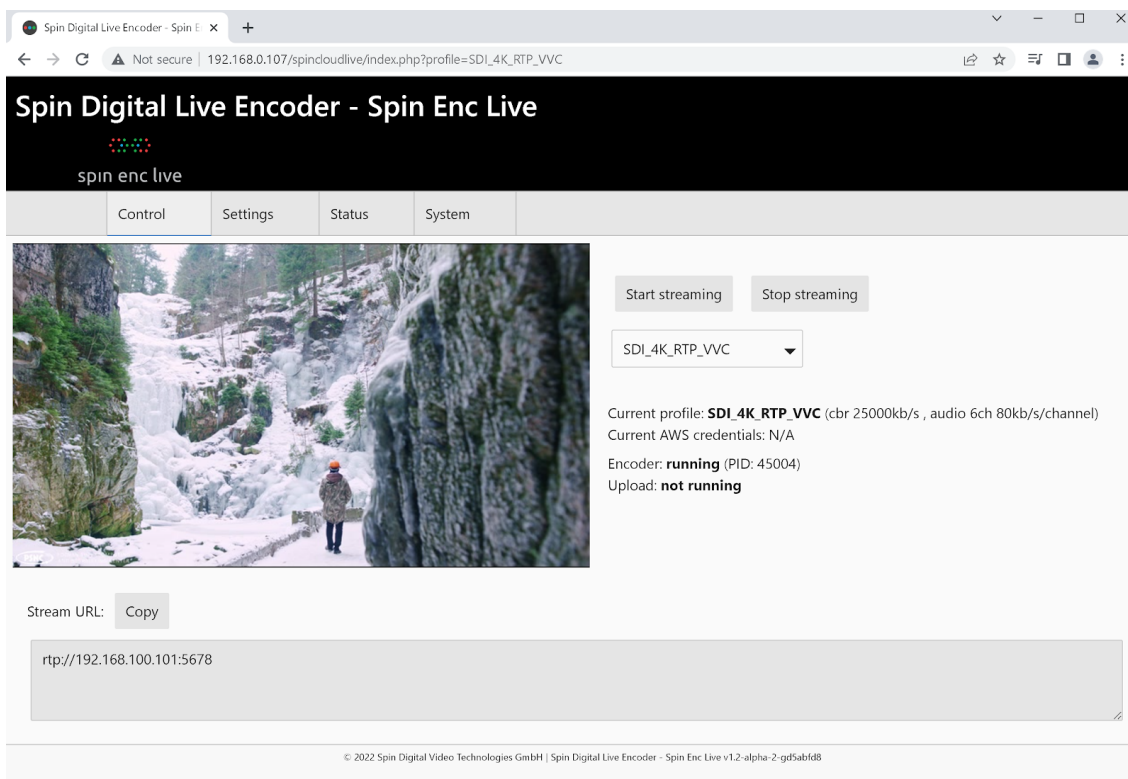 Spin Digital Live Encoder - Spin E
Not secure | 192.168.0.107/spincloudlive/index.php?profile=SDI_4K_RTP_VVC
Spin Digital Live Encoder - Spin Enc Live
spin enc live
Control Settings Status System
Start streaming Stop streaming
SDI_4K_RTP_VVC
Current profile: SDI_4K_RTP_VVC (cbr 25000kb/s , audio 6ch 80kb/s/channel)
Current AWS credentials: N/A
Encoder: running (PID: 45004)
Upload: not running
Stream URL: Copy
rtp://192.168.100.101:5678
© 2022 Spin Digital Video Technologies GmbH | Spin Digital Live Encoder - Spin Enc Live v1.2-alpha-2-gd5abfd8